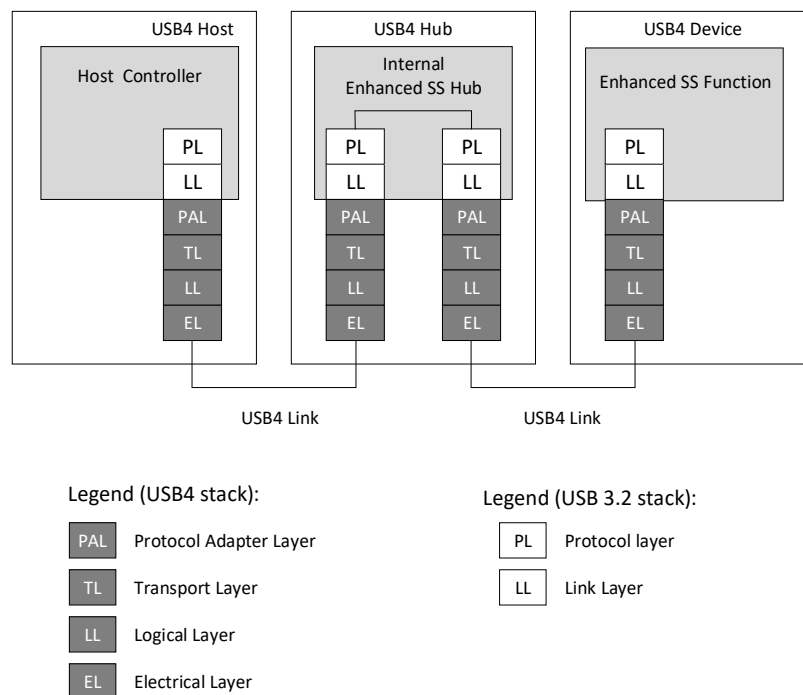 USB4 Host
USB4 Hub
USB4 Device
Host Controller
Internal
Enhanced SS Hub
Enhanced SS Function
PL
PL
PL
PL
LL
LL
LL
LL
PAL
PAL
PAL
PAL
TL
TL
TL
TL
LL
LL
LL
LL
EL
EL
EL
EL
USB4 Link
USB4 Link
Legend (USB4 stack):
PAL Protocol Adapter Layer
TL Transport Layer
LL Logical Layer
EL Electrical Layer
Legend (USB 3.2 stack):
PL Protocol layer
LL Link Layer